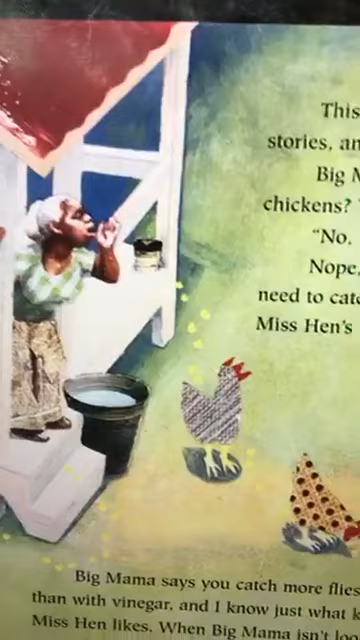 This
stories, an
Big M
chickens?
"No.
Nope,
need to catc
Miss Hen's
Big Mama says you catch more flies
than with vinegar, and I know just what k
Miss Hen likes. When Big Mama isn't loo